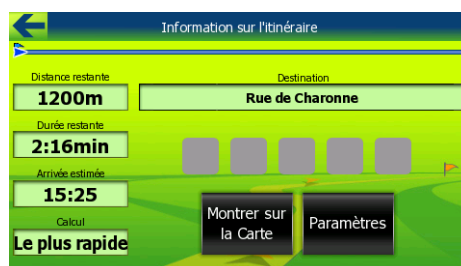 Information sur l'itinéraire
Distance restante
1200m
Destination
Rue de Charonne
Durée restante
2:16min
Arrivée estimée
15:25
Calcul
Le plus rapide
Montrer sur
la Carte
Paramètres